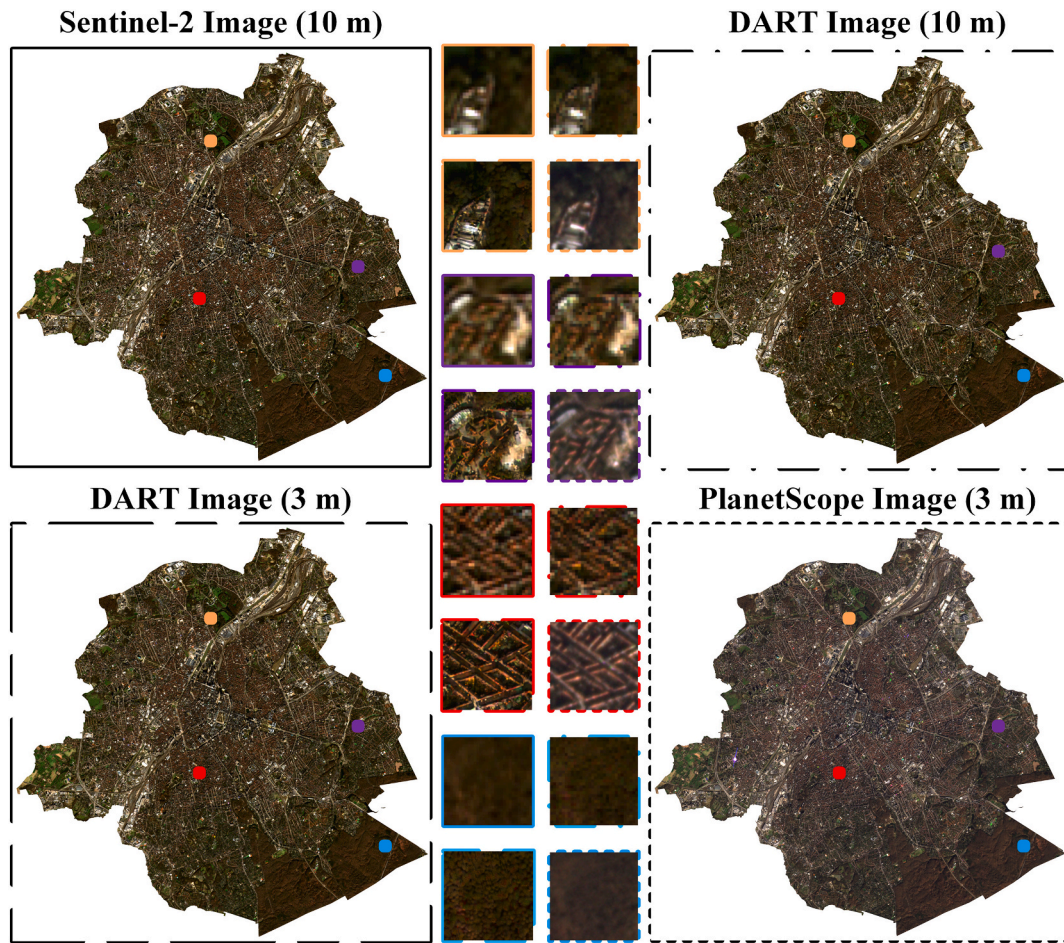 Sentinel-2 Image (10 m)
DART Image (10 m)
DART Image (3 m)
PlanetScope Image (3 m)